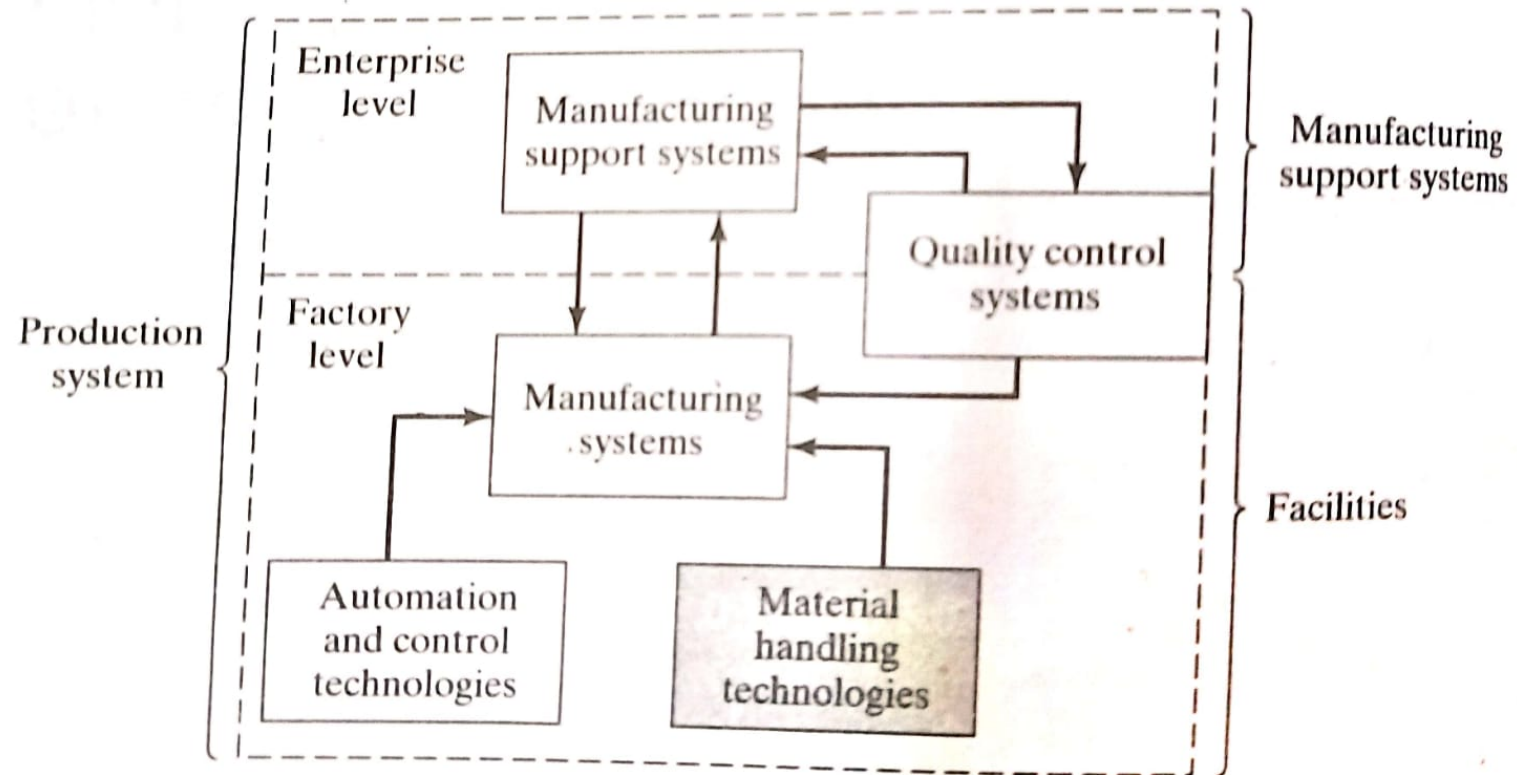 Enterprise
level
Manufacturing
support systems
Manufacturing
support systems
Quality control
systems
Production
system
Factory
level
Manufacturing
systems
Facilities
Automation
and control
technologies
Material
handling
technologies